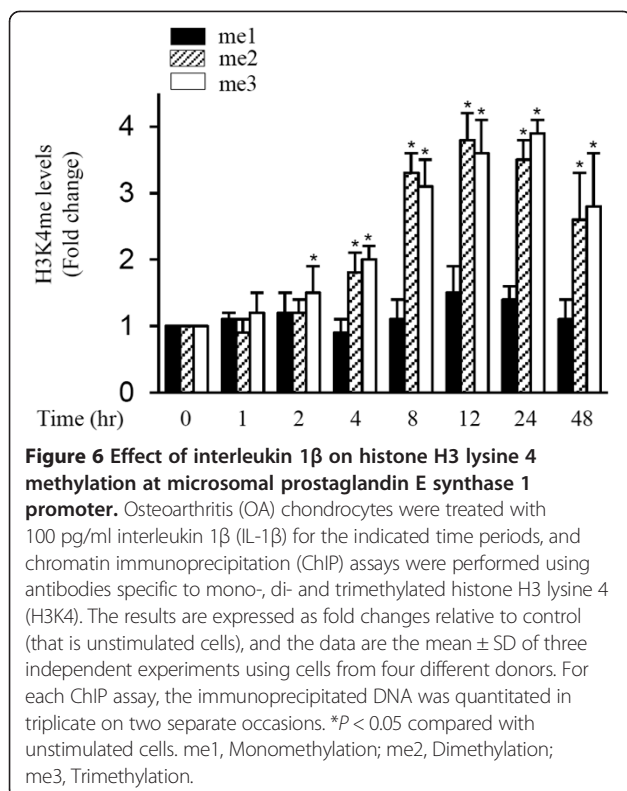 me1
me2
me3
H3K4me levels
(Fold change)
4
3
2
1
0
* * * * * * * * * * *
Time (hr) 0 1 2 4 8 12 24 48
Figure 6 Effect of interleukin 1β on histone H3 lysine 4
methylation at microsomal prostaglandin E synthase 1
promoter. Osteoarthritis (OA) chondrocytes were treated with
100 pg/ml interleukin 1β (IL-1β) for the indicated time periods, and
chromatin immunoprecipitation (ChIP) assays were performed using
antibodies specific to mono-, di- and trimethylated histone H3 lysine 4
(H3K4). The results are expressed as fold changes relative to control
(that is unstimulated cells), and the data are the mean ± SD of three
independent experiments using cells from four different donors. For
each ChIP assay, the immunoprecipitated DNA was quantitated in
triplicate on two separate occasions. *P < 0.05 compared with
unstimulated cells. me1, Monomethylation; me2, Dimethylation;
me3, Trimethylation.